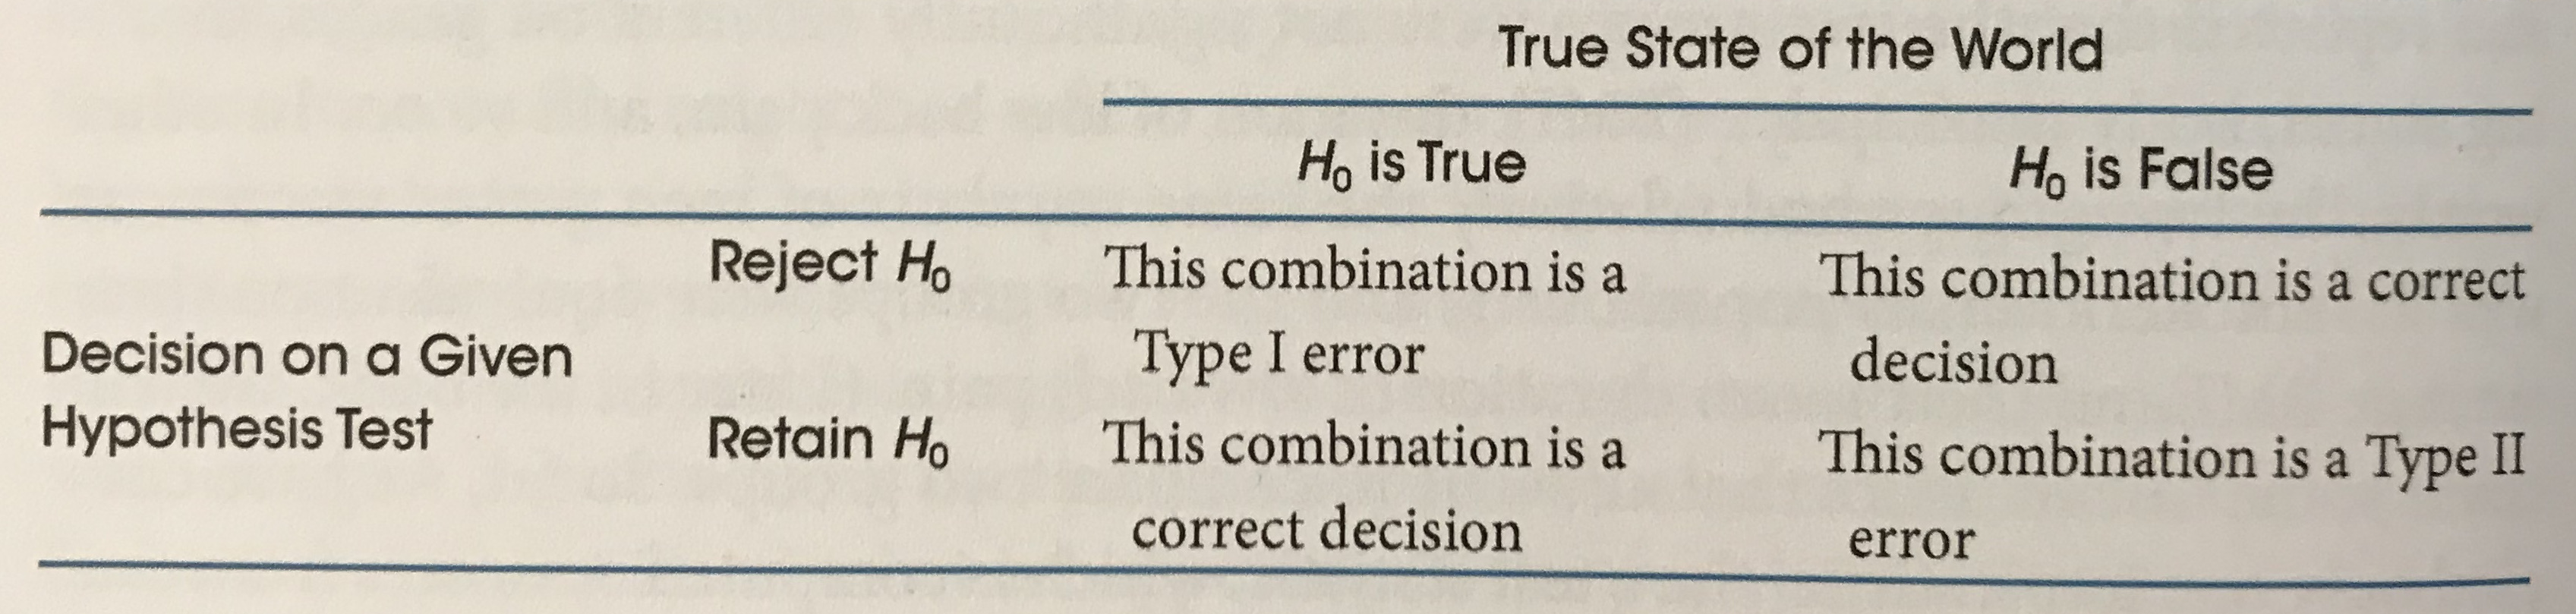 True State of the World
H₀ is True H₀ is False
Reject H₀ This combination is a This combination is a correct
Type I error decision
Decision on a Given
Hypothesis Test Retain H₀ This combination is a This combination is a Type II
correct decision error